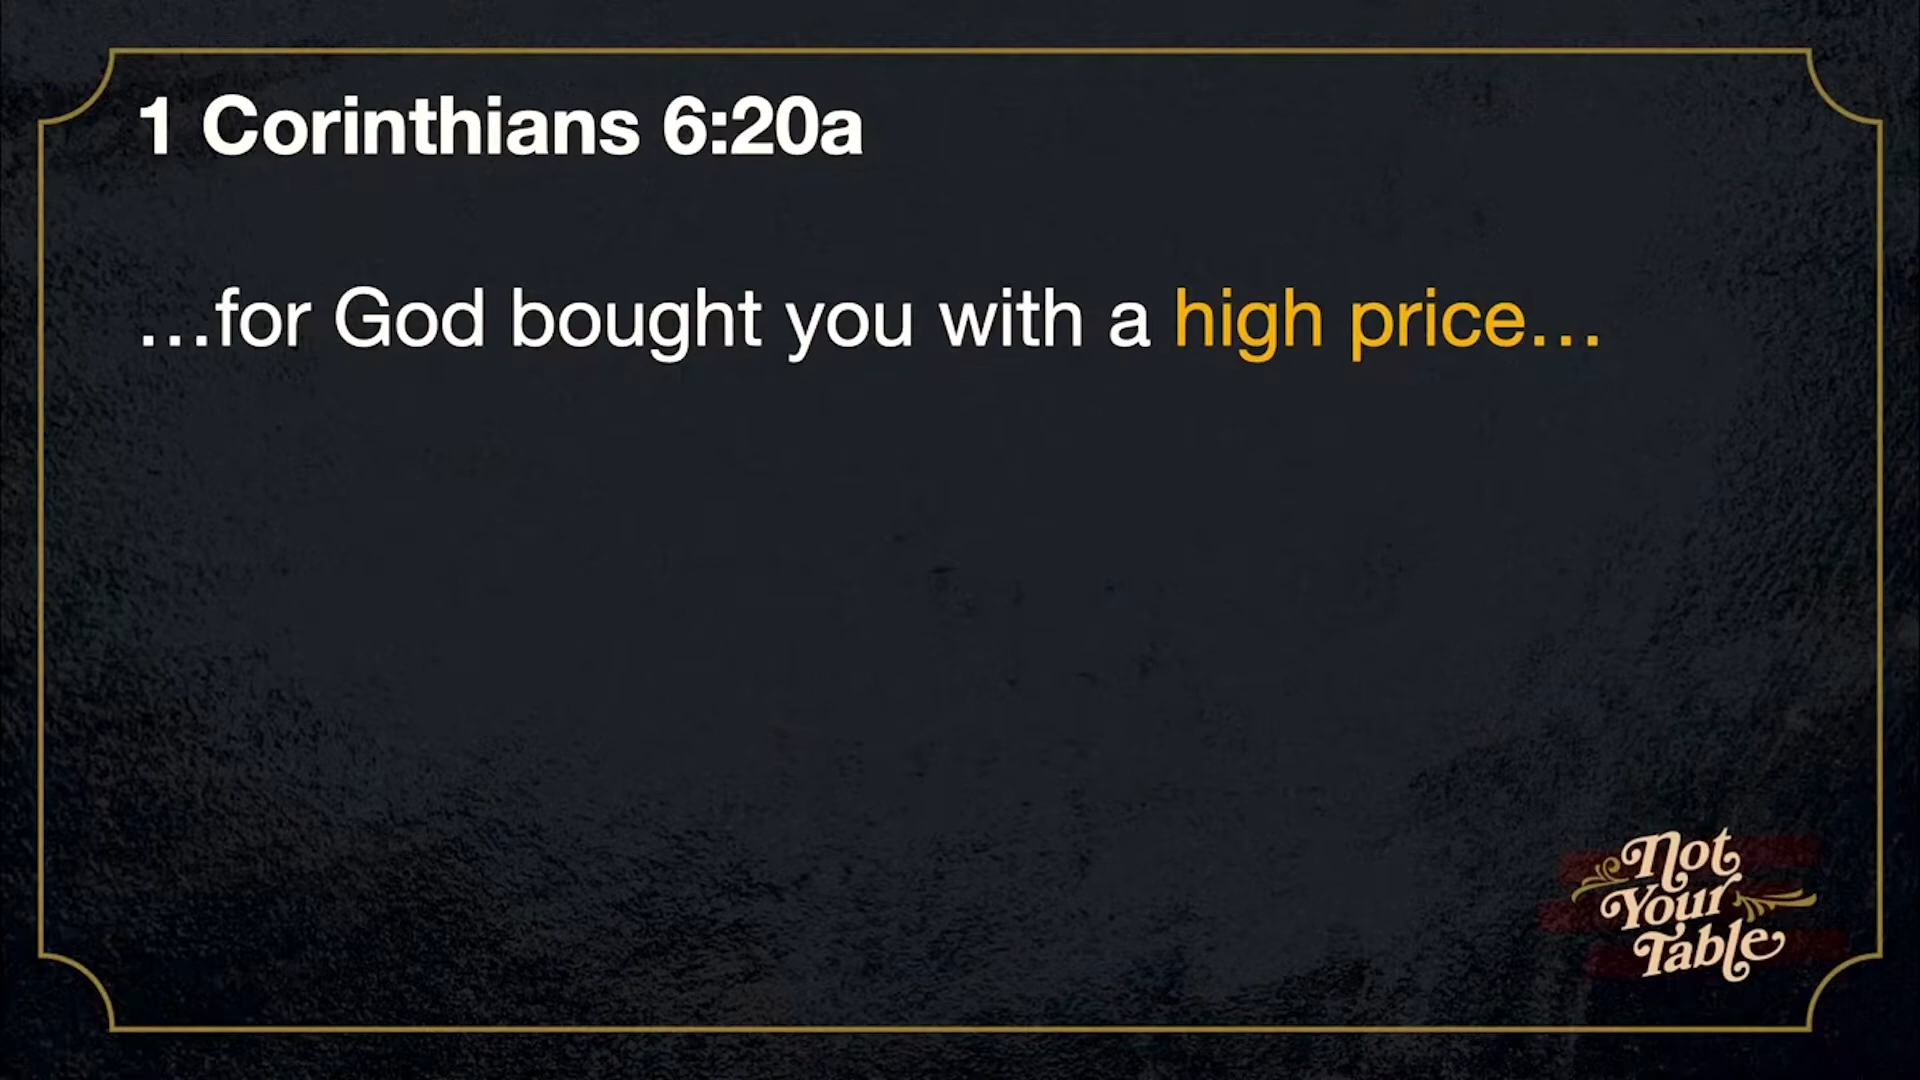 1 Corinthians 6:20a
…for God bought you with a high price…
Not
Your
Table